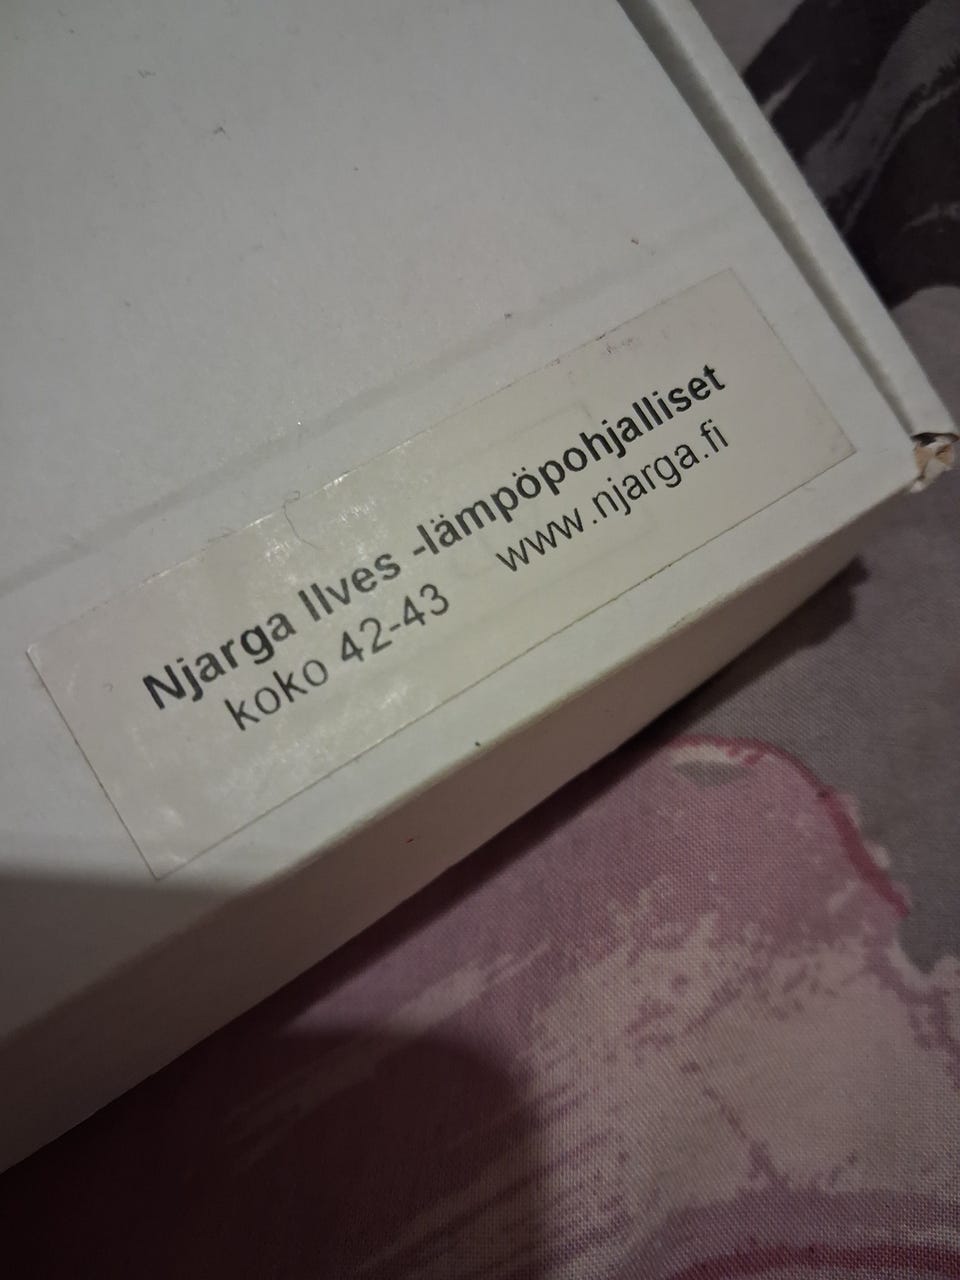 Njarga Ilves -lämpöpohjalliset
koko 42-43 www.njarga.fi